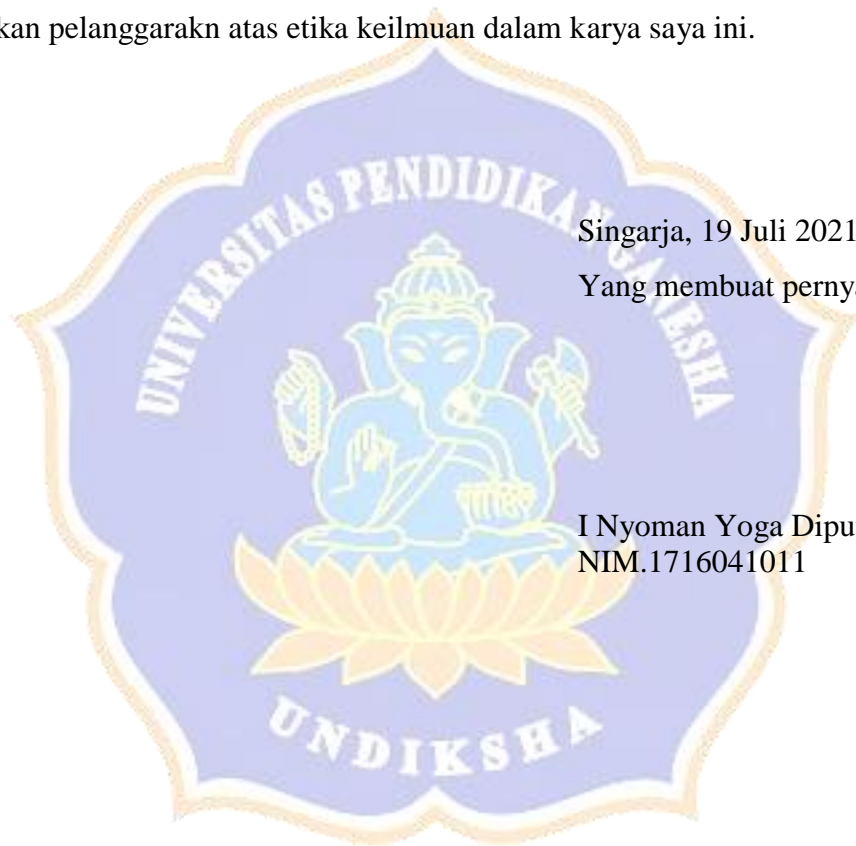 kan pelanggarakn atas etika keilmuan dalam karya saya ini.
UNIVERSITAS PENDIDIKAN GANESHA
Singarja, 19 Juli 2021
Yang membuat pernya
I Nyoman Yoga Dipu
NIM.1716041011
UNDIKSHA